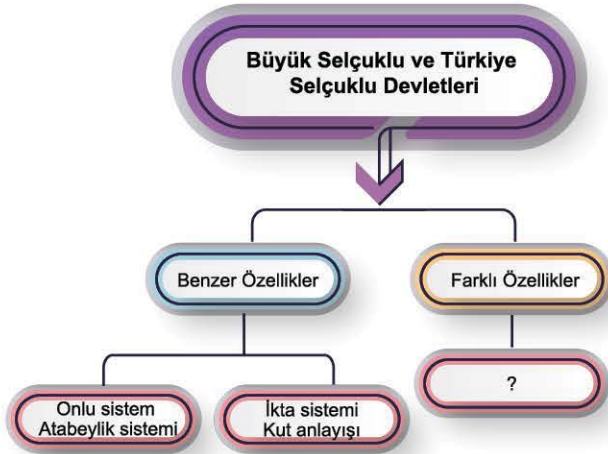 Büyük Selçuklu ve Türkiye
Selçuklu Devletleri
Benzer Özellikler
Farklı Özellikler
Onlu sistem
Atabeylik sistemi
İkta sistemi
Kut anlayışı
?